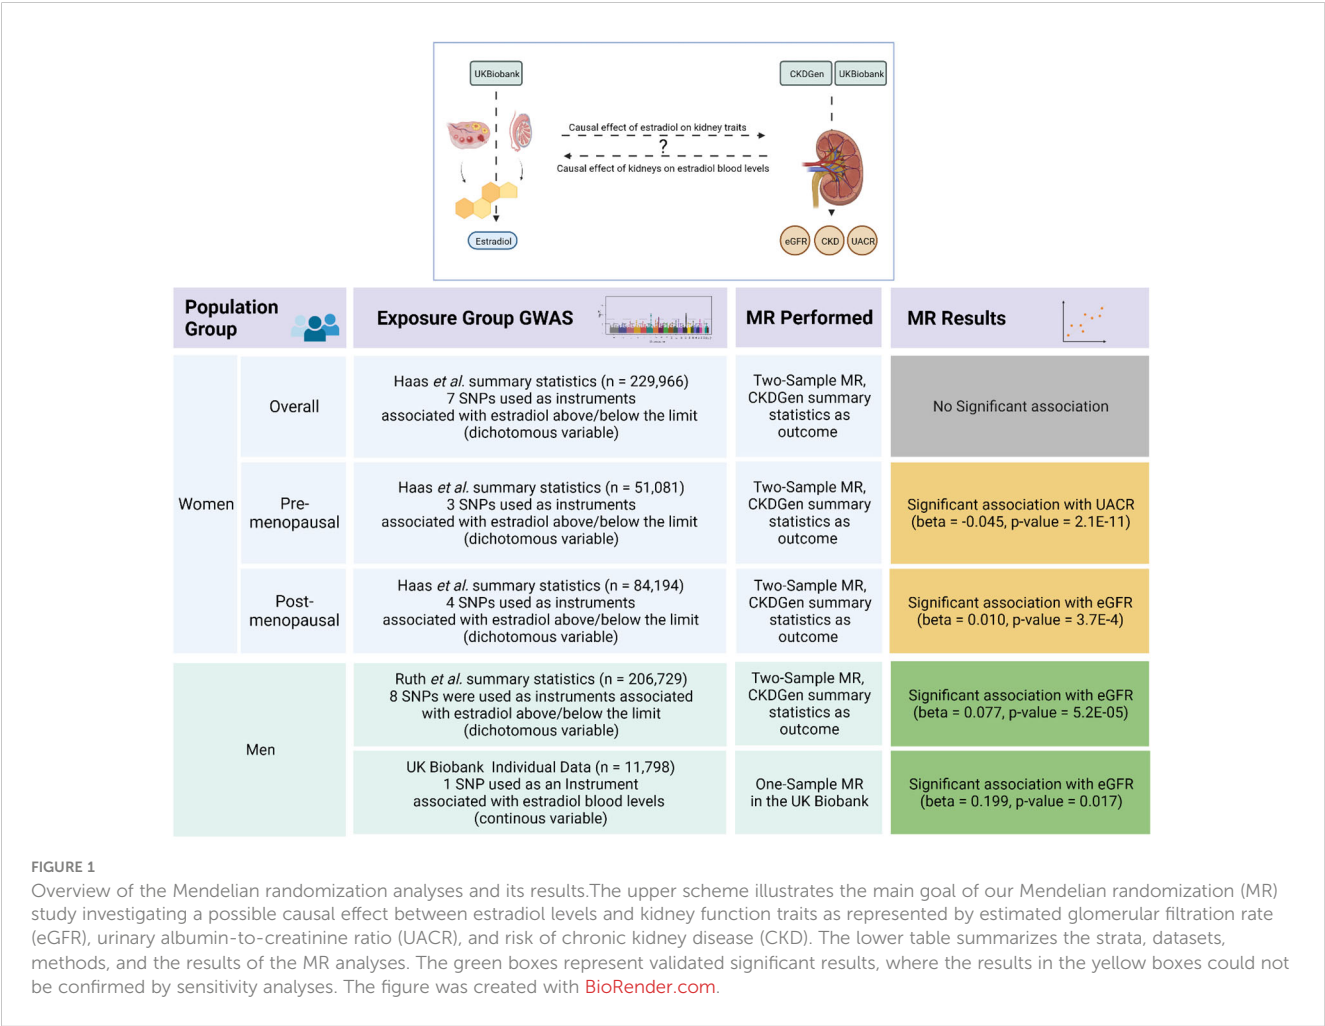 UKBiobank
CKDGen
UKBiobank
Causal effect of estradiol on kidney traits
?
Causal effect of kidneys on estradiol blood levels
Estradiol
eGFR
CKD
UACR
Population
Group
Exposure Group GWAS
MR Performed
MR Results
Women
Overall
Haas et al. summary statistics (n = 229,966)
7 SNPs used as instruments
associated with estradiol above/below the limit
(dichotomous variable)
Two-Sample MR,
CKDGen summary
statistics as
outcome
No Significant association
Pre-
menopausal
Haas et al. summary statistics (n = 51,081)
3 SNPs used as instruments
associated with estradiol above/below the limit
(dichotomous variable)
Two-Sample MR,
CKDGen summary
statistics as
outcome
Significant association with UACR
(beta = -0.045, p-value = 2.1E-11)
Post-
menopausal
Haas et al. summary statistics (n = 84,194)
4 SNPs used as instruments
associated with estradiol above/below the limit
(dichotomous variable)
Two-Sample MR,
CKDGen summary
statistics as
outcome
Significant association with eGFR
(beta = 0.010, p-value = 3.7E-4)
Men
Ruth et al. summary statistics (n = 206,729)
8 SNPs were used as instruments associated
with estradiol above/below the limit
(dichotomous variable)
Two-Sample MR,
CKDGen summary
statistics as
outcome
Significant association with eGFR
(beta = 0.077, p-value = 5.2E-05)
UK Biobank Individual Data (n = 11,798)
1 SNP used as an Instrument
associated with estradiol blood levels
(continous variable)
One-Sample MR
in the UK Biobank
Significant association with eGFR
(beta = 0.199, p-value = 0.017)
FIGURE 1
Overview of the Mendelian randomization analyses and its results.The upper scheme illustrates the main goal of our Mendelian randomization (MR)
study investigating a possible causal effect between estradiol levels and kidney function traits as represented by estimated glomerular filtration rate
(eGFR), urinary albumin-to-creatinine ratio (UACR), and risk of chronic kidney disease (CKD). The lower table summarizes the strata, datasets,
methods, and the results of the MR analyses. The green boxes represent validated significant results, where the results in the yellow boxes could not
be confirmed by sensitivity analyses. The figure was created with BioRender.com.